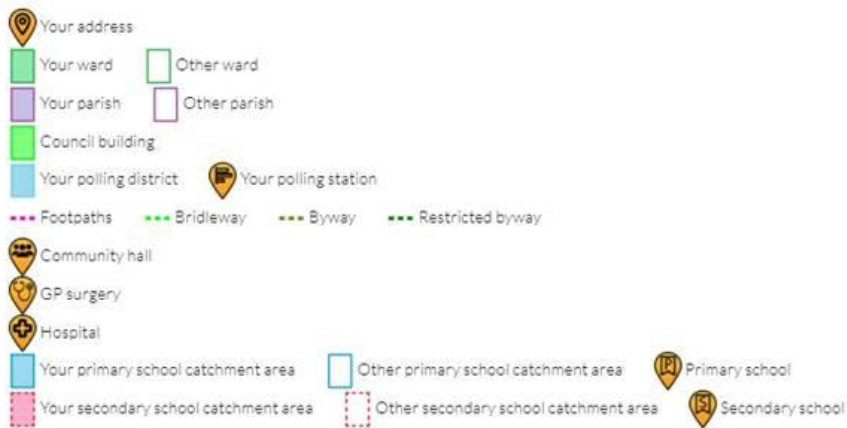 Your address
Your ward Other ward
Your parish Other parish
Council building
Your polling district Your polling station
Footpaths Bridleway Byway Restricted byway
Community hall
GP surgery
Hospital
Your primary school catchment area Other primary school catchment area P Primary school
Your secondary school catchment area Other secondary school catchment area S Secondary school